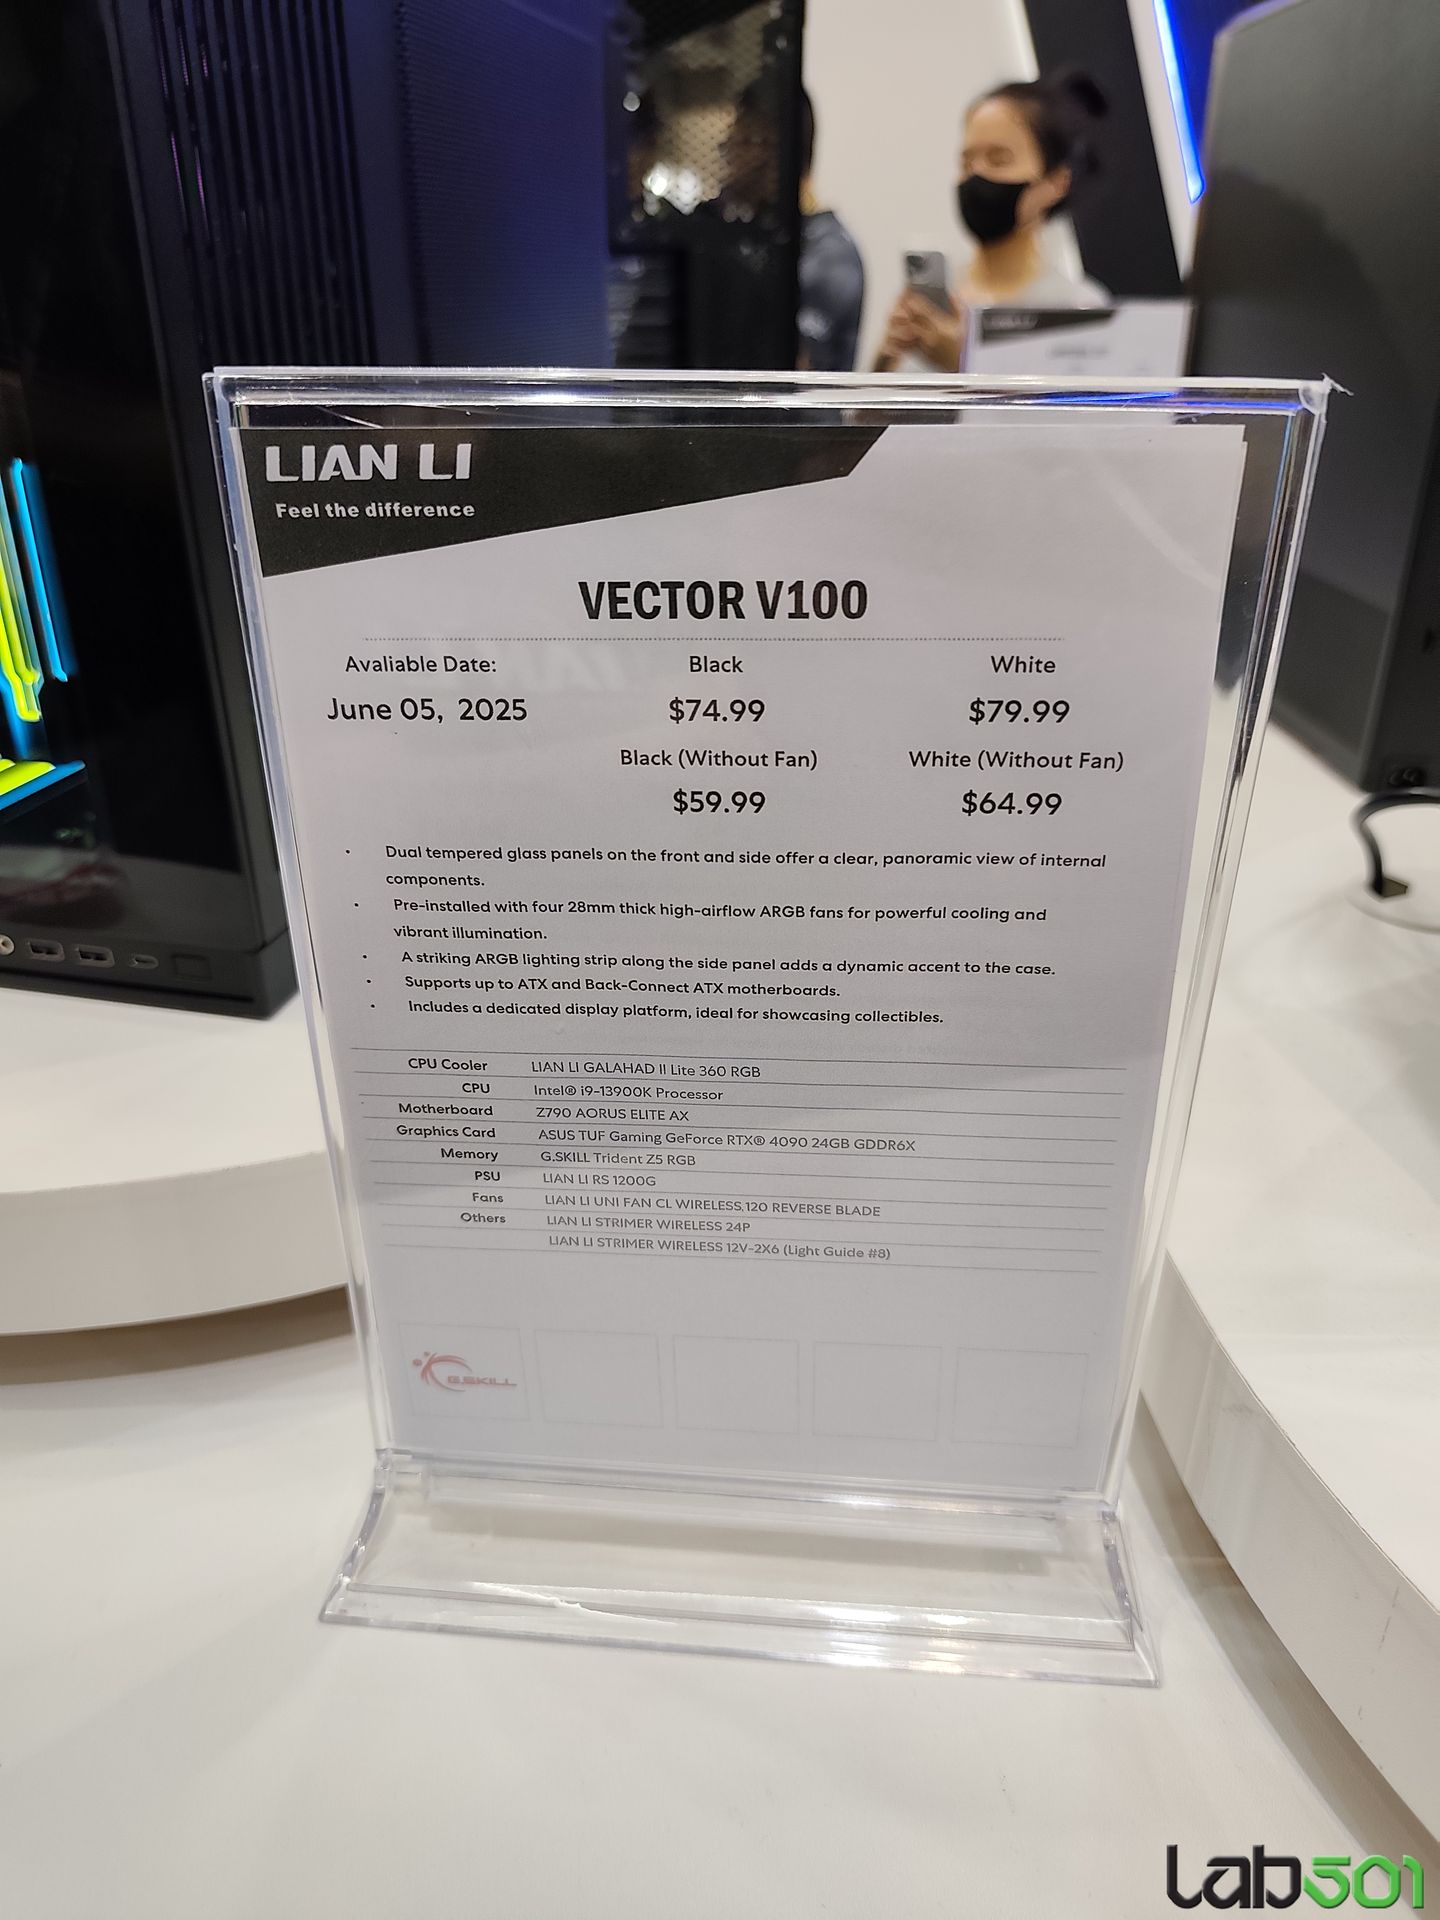 LIAN LI
Feel the difference
VECTOR V100
Avaliable Date: Black White
June 05, 2025 $74.99 $79.99
Black (Without Fan) White (Without Fan)
$59.99 $64.99
• Dual tempered glass panels on the front and side offer a clear, panoramic view of internal
components.
• Pre-installed with four 28mm thick high-airflow ARGB fans for powerful cooling and
vibrant illumination.
• A striking ARGB lighting strip along the side panel adds a dynamic accent to the case.
• Supports up to ATX and Back-Connect ATX motherboards.
• Includes a dedicated display platform, ideal for showcasing collectibles.
CPU Cooler LIAN LI GALAHAD II Lite 360 RGB
CPU Intel® i9-13900K Processor
Motherboard Z790 AORUS ELITE AX
Graphics Card ASUS TUF Gaming GeForce RTX® 4090 24GB GDDR6X
Memory G.SKILL Trident Z5 RGB
PSU LIAN LI RS 1200G
Fans LIAN LI UNI FAN CL WIRELESS,120 REVERSE BLADE
Others LIAN LI STRIMER WIRELESS 24P
LIAN LI STRIMER WIRELESS 12V-2X6 (Light Guide #8)
G.SKILL
Lab501